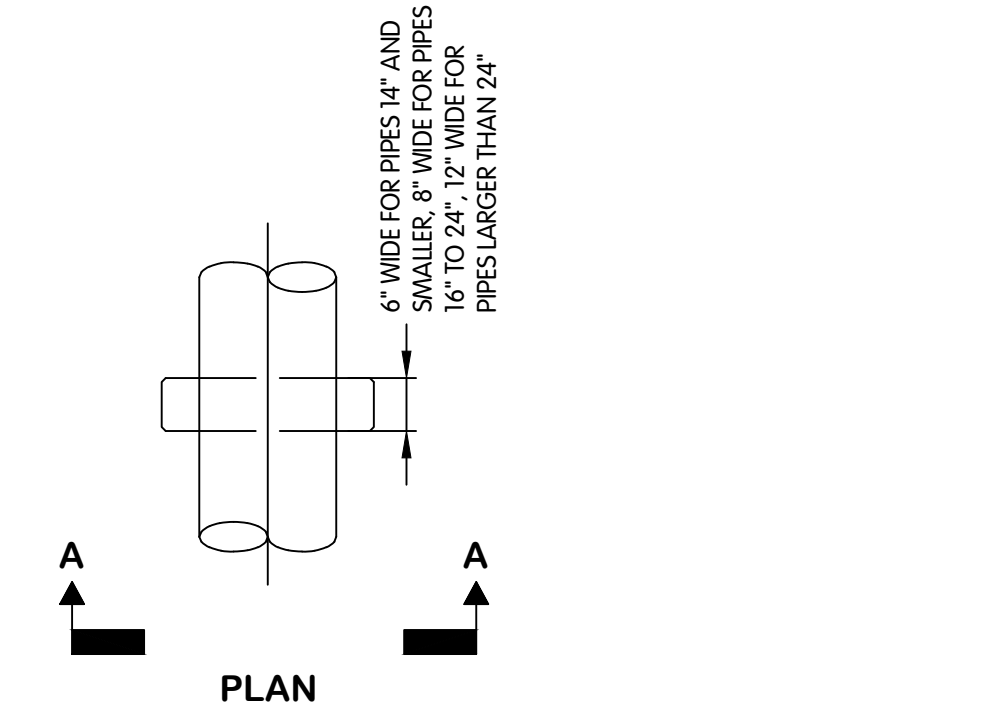 6" WIDE FOR PIPES 14" AND
SMALLER, 8" WIDE FOR PIPES
16" TO 24", 12" WIDE FOR
PIPES LARGER THAN 24"
A
A
PLAN